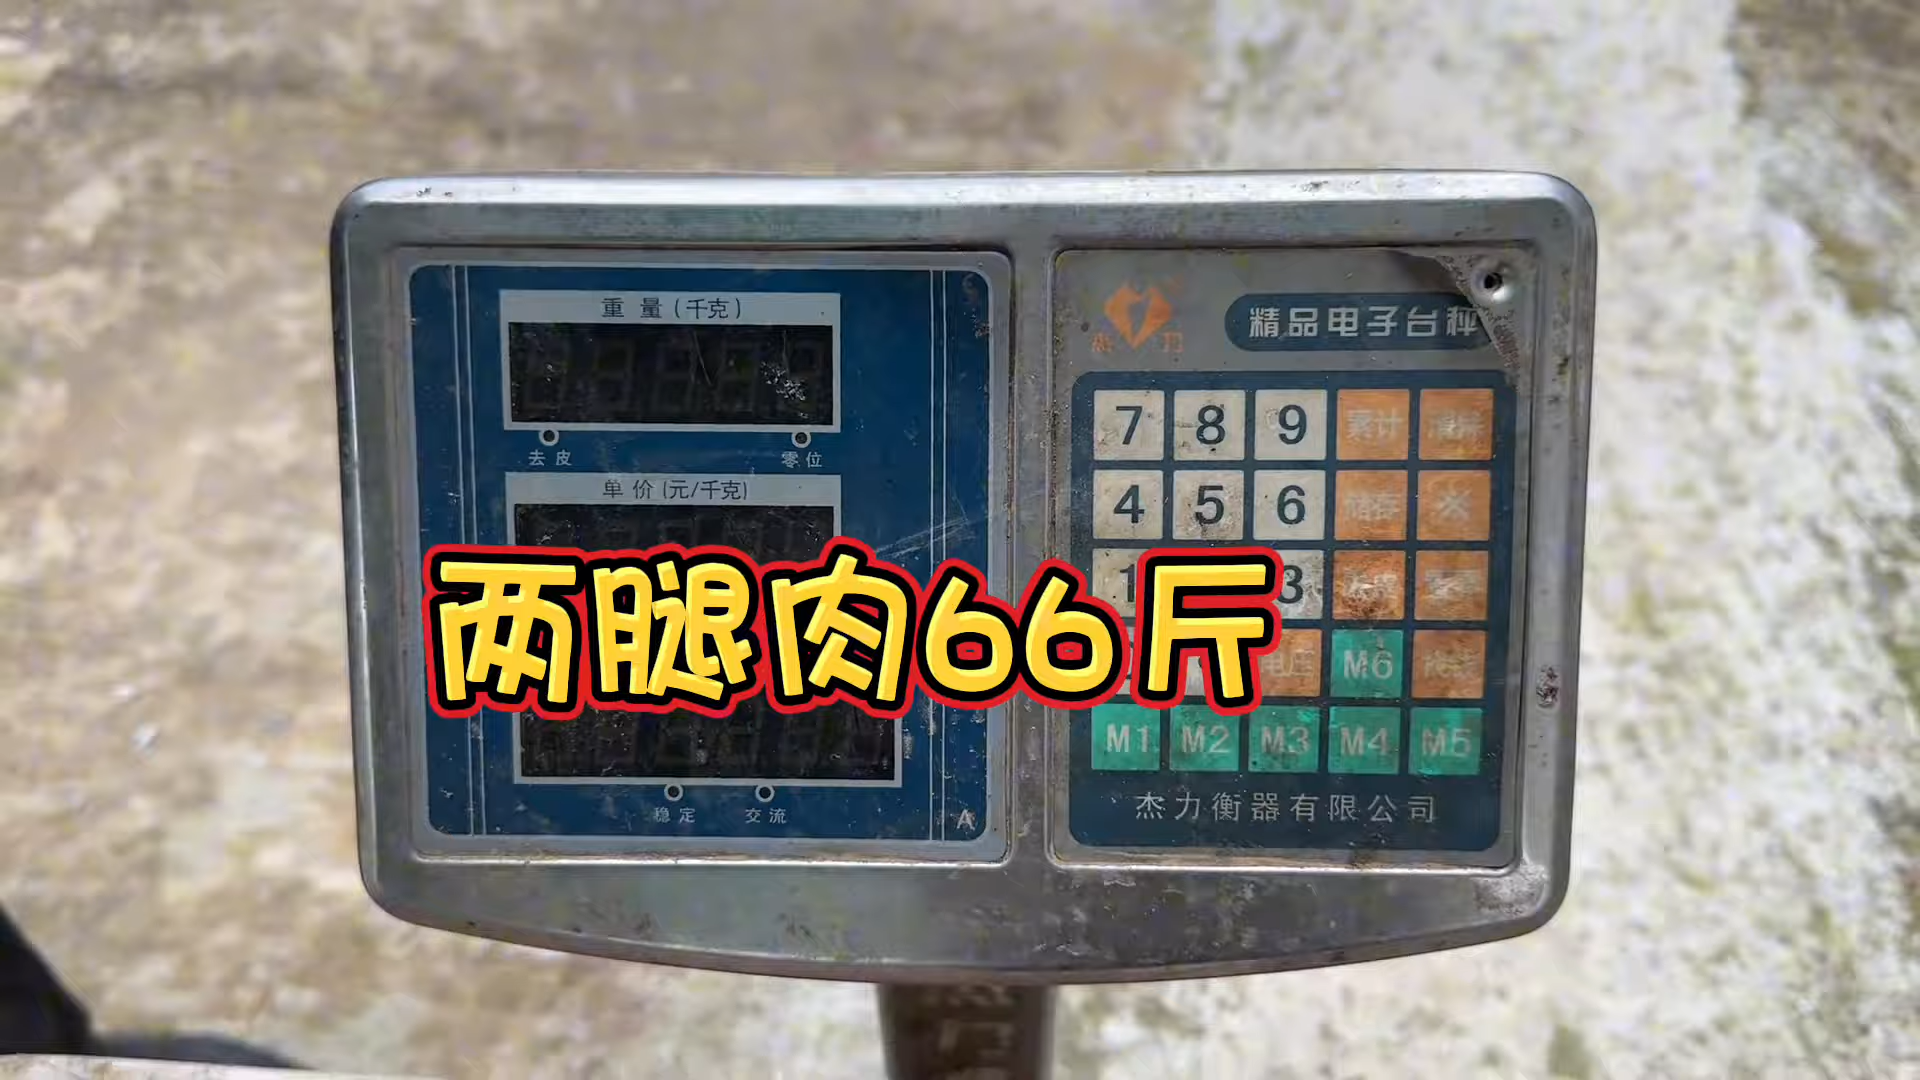 重量(千克)
去皮
零位
单价(元/千克)
两腿肉66斤
稳定
交流
A
精品电子台秤
7 8 9 累计 清除
4 5 6 储存 ※
1 3 去皮
M6
M1 M2 M3 M4 M5
杰力衡器有限公司